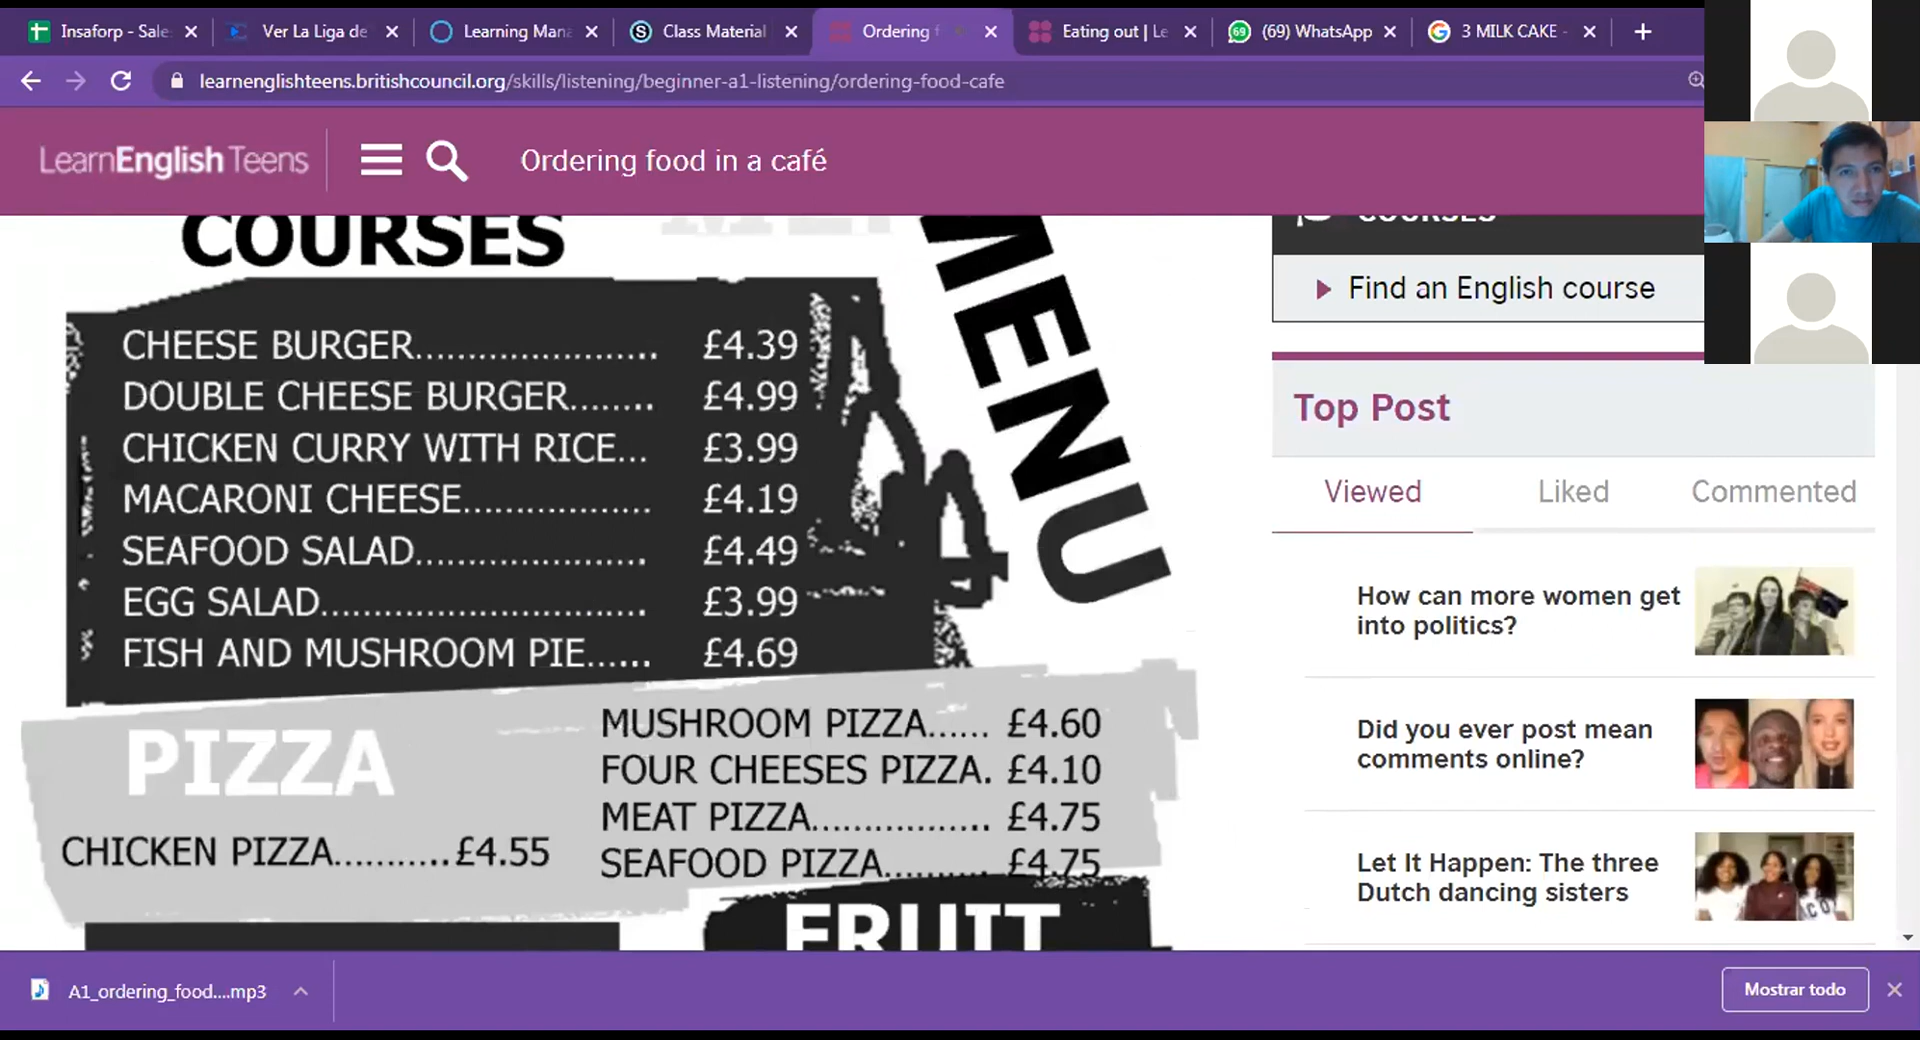 Insaforp - Sale
Ver La Liga de
Learning Man
Class Material
Ordering f
Eating out | Le
(69) WhatsApp
3 MILK CAKE -
learnenglishteens.britishcouncil.org/skills/listening/beginner-a1-listening/ordering-food-cafe
LearnEnglish Teens
Ordering food in a café
COURSES
MENU
CHEESE BURGER...................... £4.39
DOUBLE CHEESE BURGER........ £4.99
CHICKEN CURRY WITH RICE... £3.99
MACARONI CHEESE................. £4.19
SEAFOOD SALAD..................... £4.49
EGG SALAD............................. £3.99
FISH AND MUSHROOM PIE...... £4.69
PIZZA
CHICKEN PIZZA...........£4.55
MUSHROOM PIZZA...... £4.60
FOUR CHEESES PIZZA. £4.10
MEAT PIZZA................ £4.75
SEAFOOD PIZZA.......... £4.75
FRUIT
COURSES
Find an English course
Top Post
Viewed
Liked
Commented
How can more women get
into politics?
Did you ever post mean
comments online?
Let It Happen: The three
Dutch dancing sisters
A1_ordering_food....mp3
Mostrar todo